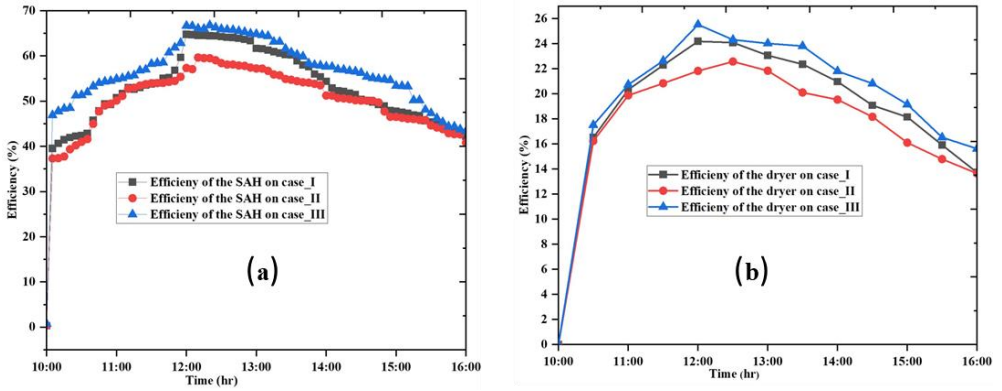 70
60
50
40
30
20
10
0
Efficiency (%)
Efficieny of the SAH on case_I
Efficieny of the SAH on case_II
Efficieny of the SAH on case_III
(a)
10:00 11:00 12:00 13:00 14:00 15:00 16:00
Time (hr)
26
24
22
20
18
16
14
12
10
8
6
4
2
0
Efficiency (%)
Efficieny of the dryer on case_I
Efficieny of the dryer on case_II
Efficieny of the dryer on case_III
(b)
10:00 11:00 12:00 13:00 14:00 15:00 16:00
Time (hr)